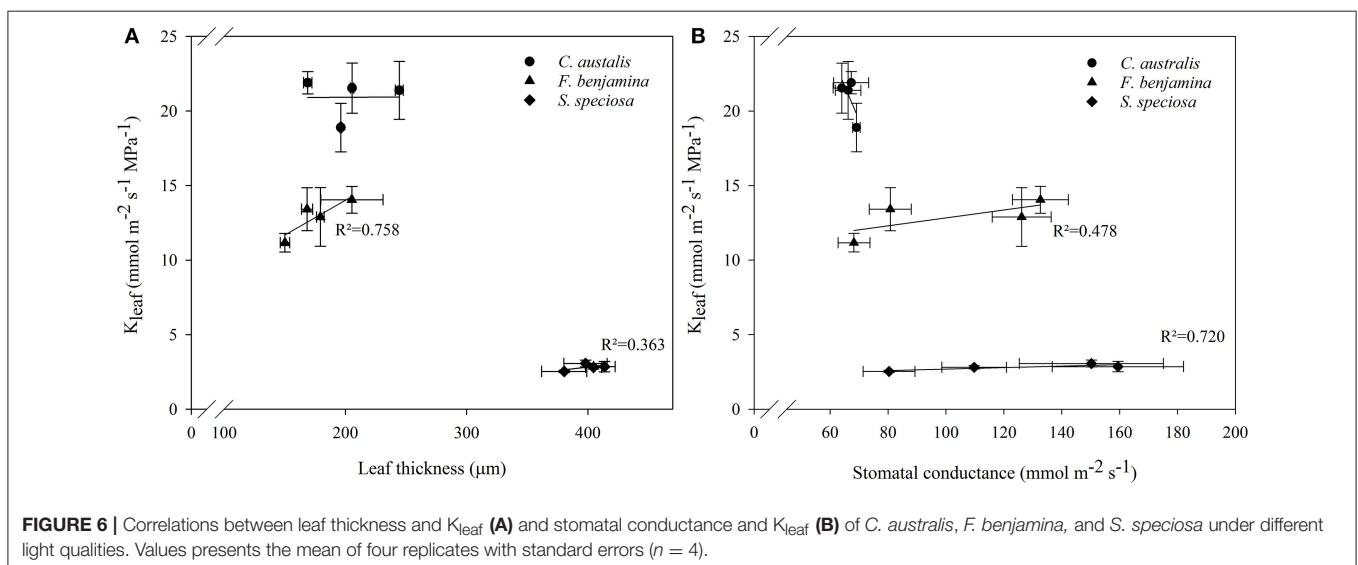 A
B
25
20
15
10
5
0
K_leaf (mmol m^-2 s^-1 MPa^-1)
C. austalis
F. benjamina
S. speciosa
R²=0.758
R²=0.363
0 100 200 300 400
Leaf thickness (µm)
25
20
15
10
5
0
K_leaf (mmol m^-2 s^-1 MPa^-1)
C. australis
F. benjamina
S. speciosa
R²=0.478
R²=0.720
0 60 80 100 120 140 160 180 200
Stomatal conductance (mmol m^-2 s^-1)
FIGURE 6 | Correlations between leaf thickness and K_leaf (A) and stomatal conductance and K_leaf (B) of C. australis, F. benjamina, and S. speciosa under different
light qualities. Values presents the mean of four replicates with standard errors (n = 4).